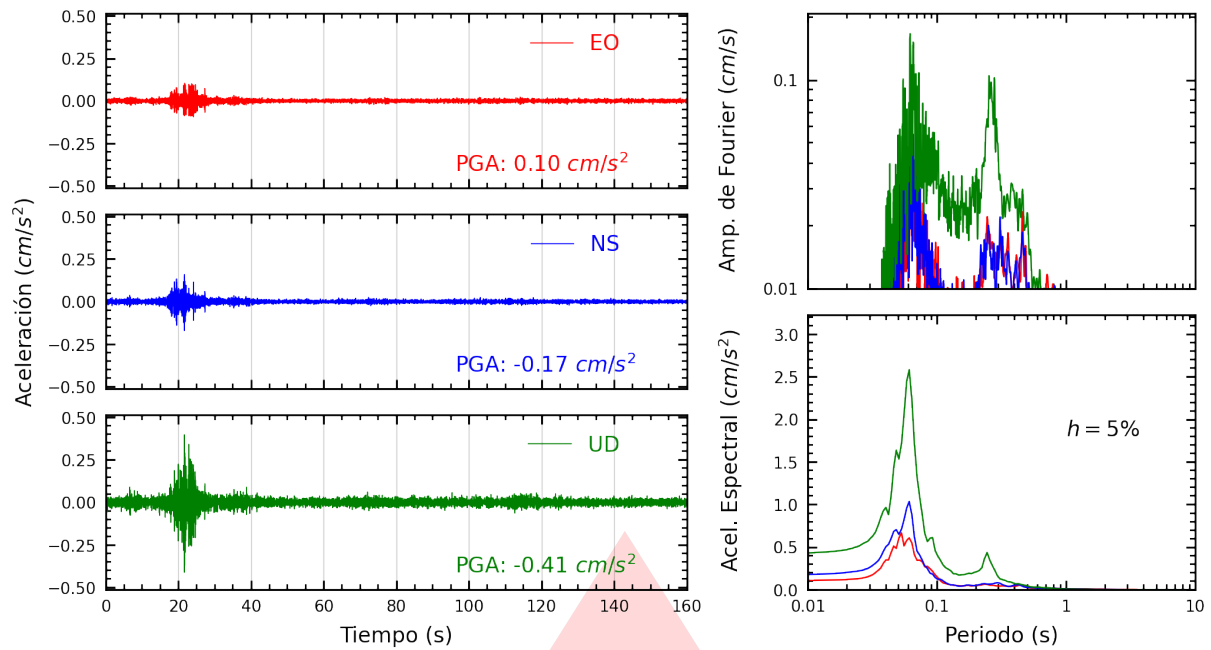 Aceleración (cm/s²)
0.50
0.25
0.00
−0.25
−0.50
EO
PGA: 0.10 cm/s²
0.50
0.25
0.00
−0.25
−0.50
NS
PGA: -0.17 cm/s²
0.50
0.25
0.00
−0.25
−0.50
UD
PGA: -0.41 cm/s²
0 20 40 60 80 100 120 140 160
Tiempo (s)
Amp. de Fourier (cm/s)
0.1
0.01
Acel. Espectral (cm/s²)
3.0
2.5
2.0
1.5
1.0
0.5
0.0
h = 5%
0.01 0.1 1 10
Periodo (s)